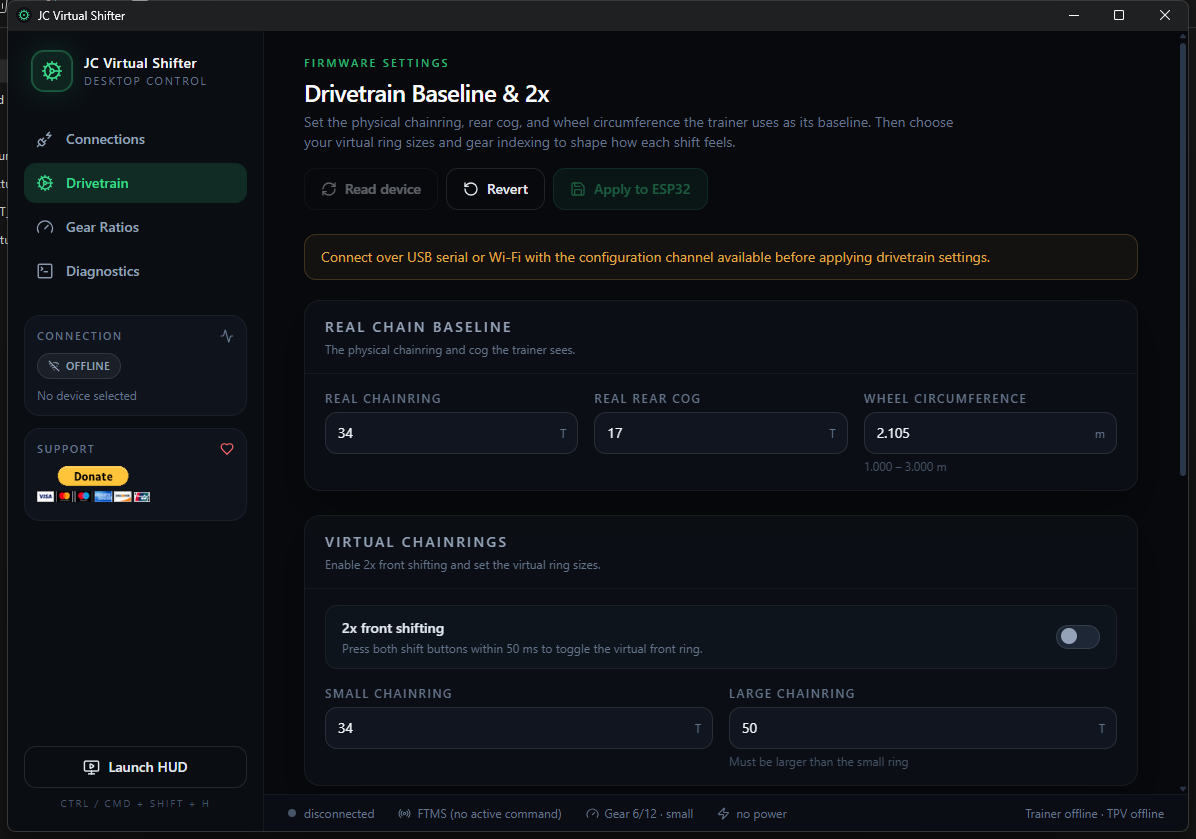 JC Virtual Shifter
JC Virtual Shifter
DESKTOP CONTROL
Connections
Drivetrain
Gear Ratios
Diagnostics
CONNECTION
OFFLINE
No device selected
SUPPORT
Donate
VISA
Launch HUD
CTRL / CMD + SHIFT + H
FIRMWARE SETTINGS
Drivetrain Baseline & 2x
Set the physical chainring, rear cog, and wheel circumference the trainer uses as its baseline. Then choose
your virtual ring sizes and gear indexing to shape how each shift feels.
Read device
Revert
Apply to ESP32
Connect over USB serial or Wi-Fi with the configuration channel available before applying drivetrain settings.
REAL CHAIN BASELINE
The physical chainring and cog the trainer sees.
REAL CHAINRING
34 T
REAL REAR COG
17 T
WHEEL CIRCUMFERENCE
2.105 m
1.000 – 3.000 m
VIRTUAL CHAINRINGS
Enable 2x front shifting and set the virtual ring sizes.
2x front shifting
Press both shift buttons within 50 ms to toggle the virtual front ring.
SMALL CHAINRING
34 T
LARGE CHAINRING
50 T
Must be larger than the small ring
disconnected
FTMS (no active command)
Gear 6/12 · small
no power
Trainer offline · TPV offline